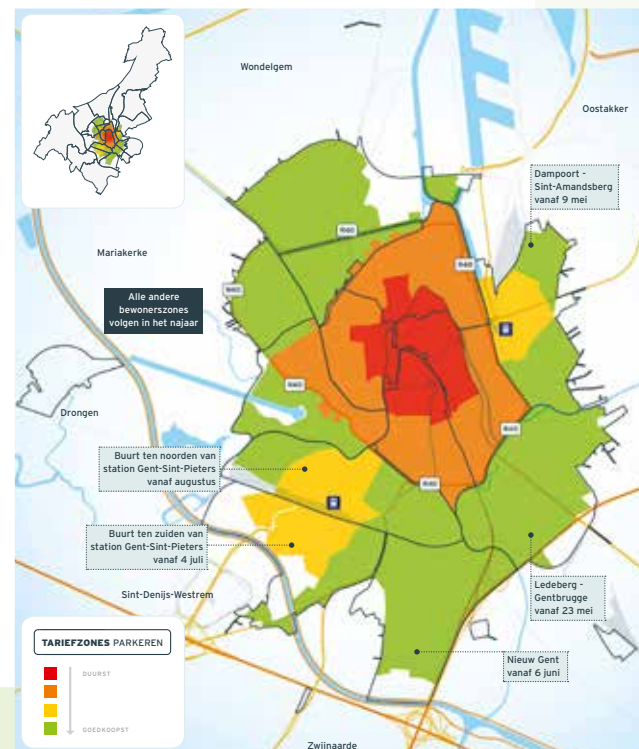 Wondelgem
Oostakker
Dampoort -
Sint-Amandsberg
vanaf 9 mei
Mariakerke
R40
R40
R40
Alle andere
bewonerszones
volgen in het najaar
Drongen
R40
R40
R40
Buurt ten noorden van
station Gent-Sint-Pieters
vanaf augustus
Buurt ten zuiden van
station Gent-Sint-Pieters
vanaf 4 juli
Sint-Denijs-Westrem
Ledeberg -
Gentbrugge
vanaf 23 mei
Nieuw Gent
vanaf 6 juni
TARIEFZONES PARKEREN
DUURST
GOEDKOOPST
Zwijnaarde